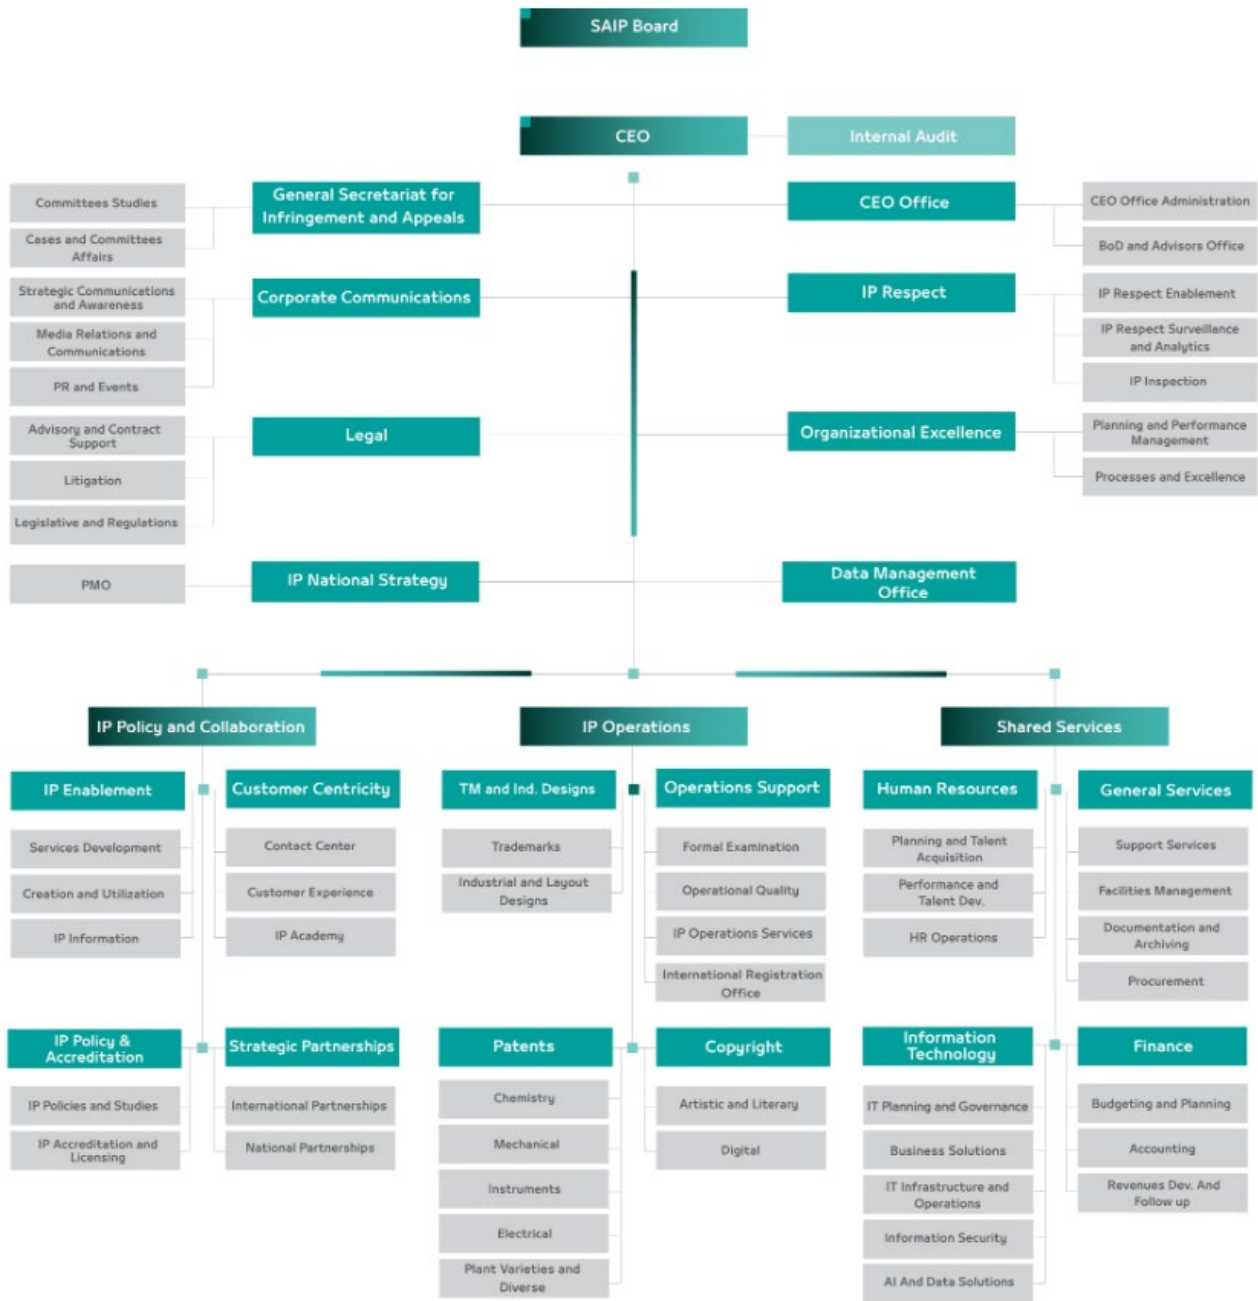 SAIP Board
CEO
Internal Audit
General Secretariat for
Infringement and Appeals
Committees Studies
Cases and Committees
Affairs
CEO Office
CEO Office Administration
BoD and Advisors Office
Corporate Communications
Strategic Communications
and Awareness
Media Relations and
Communications
PR and Events
IP Respect
IP Respect Enablement
IP Respect Surveillance
and Analytics
IP Inspection
Legal
Advisory and Contract
Support
Litigation
Legislative and Regulations
Organizational Excellence
Planning and Performance
Management
Processes and Excellence
IP National Strategy
PMO
Data Management
Office
IP Policy and Collaboration
IP Enablement
Services Development
Creation and Utilization
IP Information
Customer Centricity
Contact Center
Customer Experience
IP Academy
IP Policy &
Accreditation
IP Policies and Studies
IP Accreditation and
Licensing
Strategic Partnerships
International Partnerships
National Partnerships
IP Operations
TM and Ind. Designs
Trademarks
Industrial and Layout
Designs
Operations Support
Formal Examination
Operational Quality
IP Operations Services
International Registration
Office
Patents
Chemistry
Mechanical
Instruments
Electrical
Plant Varieties and
Diverse
Copyright
Artistic and Literary
Digital
Shared Services
Human Resources
Planning and Talent
Acquisition
Performance and
Talent Dev.
HR Operations
General Services
Support Services
Facilities Management
Documentation and
Archiving
Procurement
Information
Technology
IT Planning and Governance
Business Solutions
IT Infrastructure and
Operations
Information Security
AI And Data Solutions
Finance
Budgeting and Planning
Accounting
Revenues Dev. And
Follow up